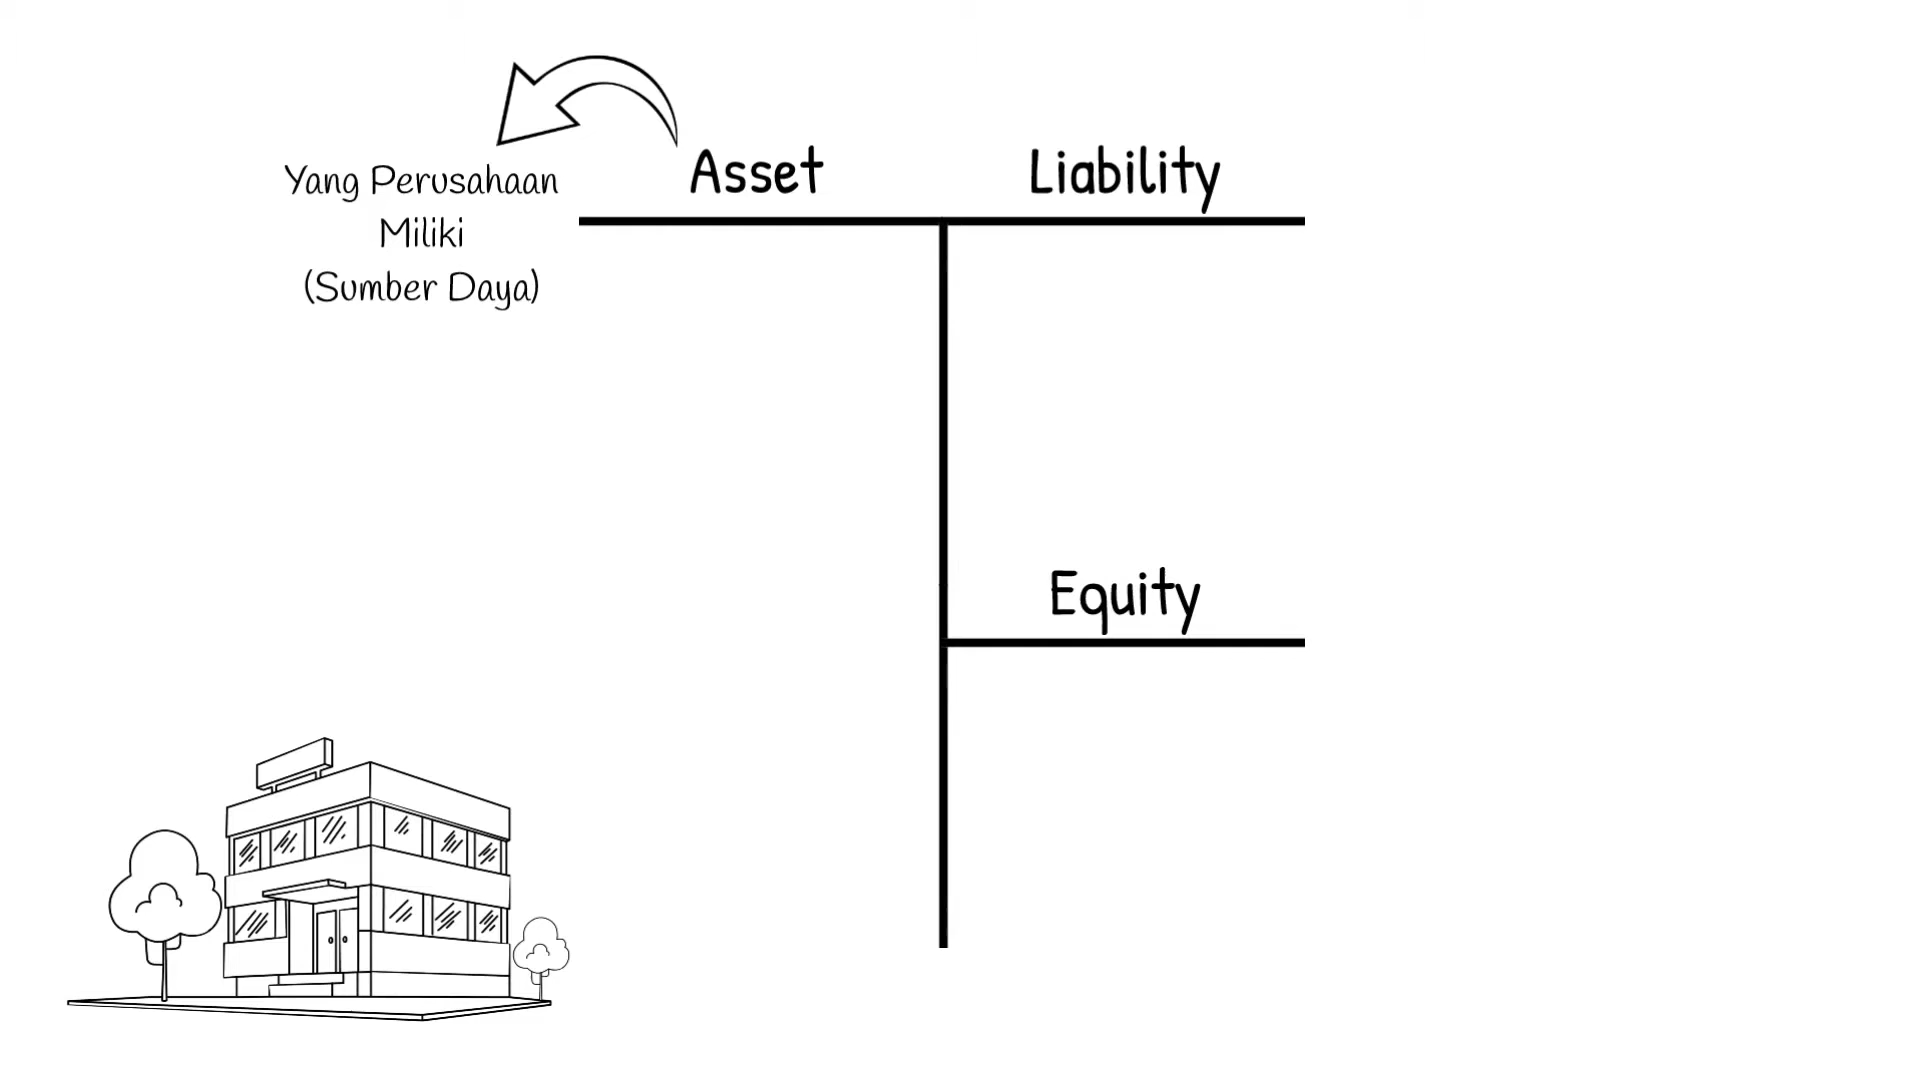 Yang Perusahaan
Miliki
(Sumber Daya)
Asset
Liability
Equity